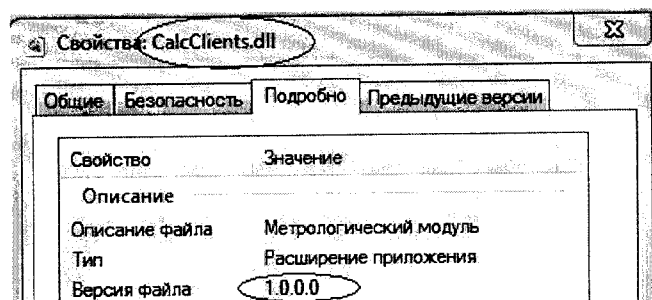 Свойства: CalcClients.dll
Общие Безопасность Подробно Предыдущие версии
Свойство Значение
Описание
Описание файла Метрологический модуль
Тип Расширение приложения
Версия файла 1.0.0.0